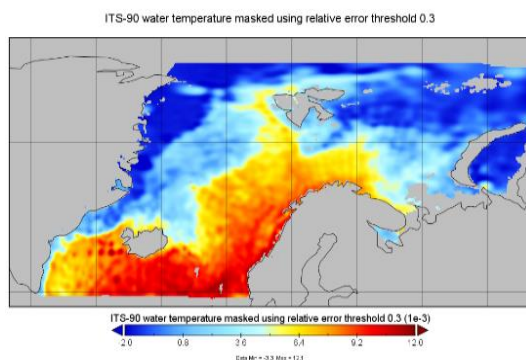 ITS-90 water temperature masked using relative error threshold 0.3
ITS-90 water temperature masked using relative error threshold 0.3 (1e-3)
-2.0 0.8 3.6 6.4 9.2 12.0